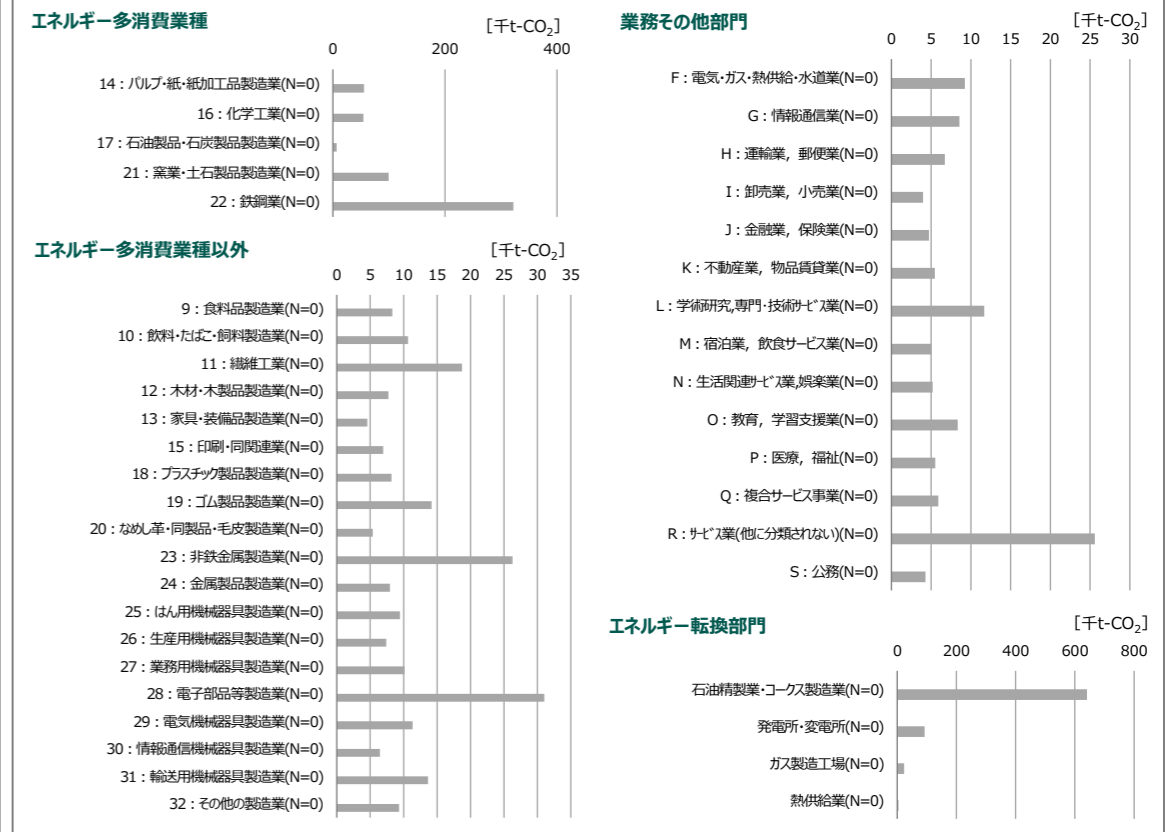 エネルギー多消費業種
[千t-CO₂]
0 200 400
14：パルプ・紙・紙加工品製造業(N=0)
16：化学工業(N=0)
17：石油製品・石炭製品製造業(N=0)
21：窯業・土石製品製造業(N=0)
22：鉄鋼業(N=0)
エネルギー多消費業種以外
[千t-CO₂]
0 5 10 15 20 25 30 35
9：食料品製造業(N=0)
10：飲料・たばこ・飼料製造業(N=0)
11：繊維工業(N=0)
12：木材・木製品製造業(N=0)
13：家具・装備品製造業(N=0)
15：印刷・同関連業(N=0)
18：プラスチック製品製造業(N=0)
19：ゴム製品製造業(N=0)
20：なめし革・同製品・毛皮製造業(N=0)
23：非鉄金属製造業(N=0)
24：金属製品製造業(N=0)
25：はん用機械器具製造業(N=0)
26：生産用機械器具製造業(N=0)
27：業務用機械器具製造業(N=0)
28：電子部品等製造業(N=0)
29：電気機械器具製造業(N=0)
30：情報通信機械器具製造業(N=0)
31：輸送用機械器具製造業(N=0)
32：その他の製造業(N=0)
業務その他部門
[千t-CO₂]
0 5 10 15 20 25 30
F：電気・ガス・熱供給・水道業(N=0)
G：情報通信業(N=0)
H：運輸業，郵便業(N=0)
I：卸売業，小売業(N=0)
J：金融業，保険業(N=0)
K：不動産業，物品賃貸業(N=0)
L：学術研究,専門・技術サービス業(N=0)
M：宿泊業，飲食サービス業(N=0)
N：生活関連サービス業,娯楽業(N=0)
O：教育，学習支援業(N=0)
P：医療，福祉(N=0)
Q：複合サービス事業(N=0)
R：サービス業(他に分類されない)(N=0)
S：公務(N=0)
エネルギー転換部門
[千t-CO₂]
0 200 400 600 800
石油精製業・コークス製造業(N=0)
発電所・変電所(N=0)
ガス製造工場(N=0)
熱供給業(N=0)